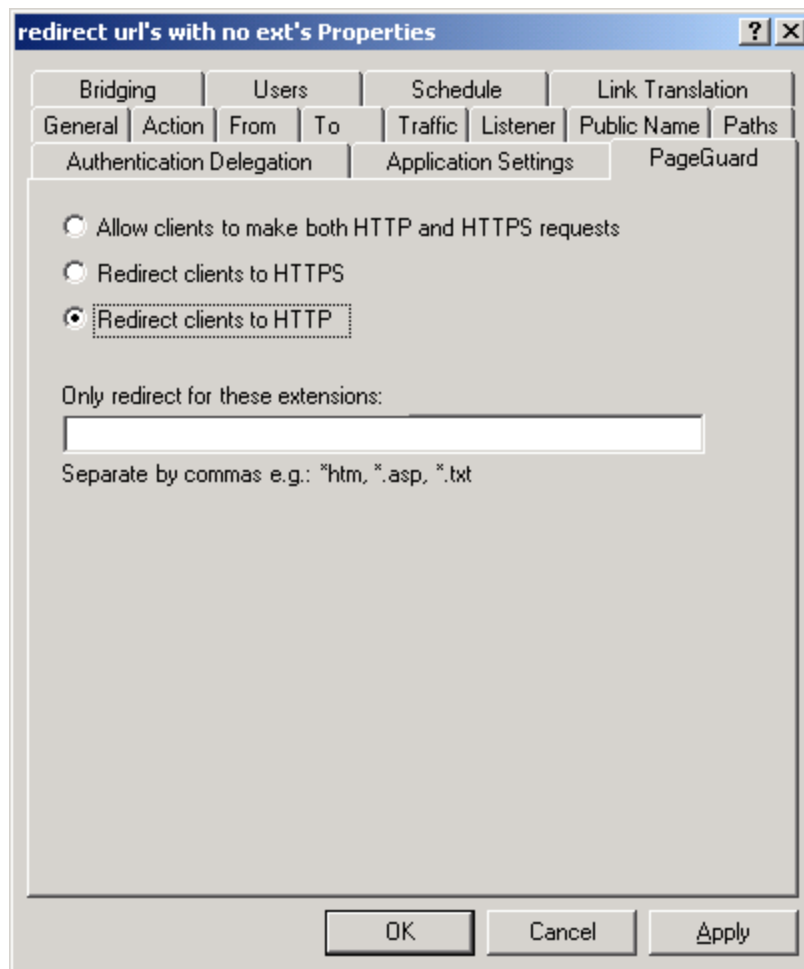 redirect url's with no ext's Properties
Bridging Users Schedule Link Translation
General Action From To Traffic Listener Public Name Paths
Authentication Delegation Application Settings PageGuard
Allow clients to make both HTTP and HTTPS requests
Redirect clients to HTTPS
Redirect clients to HTTP
Only redirect for these extensions:
Separate by commas e.g.: *htm, *.asp, *.txt
OK Cancel Apply